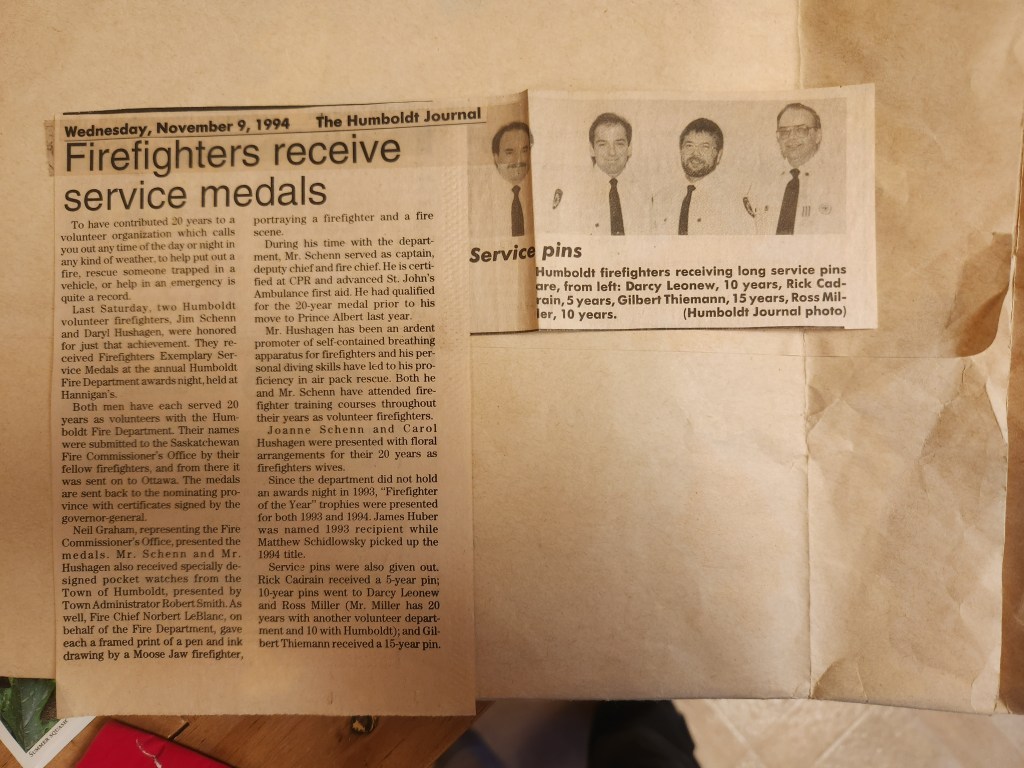 Wednesday, November 9, 1994 The Humboldt Journal
Firefighters receive
service medals
To have contributed 20 years to a
volunteer organization which calls
you out any time of the day or night in
any kind of weather, to help put out a
fire, rescue someone trapped in a
vehicle, or help in an emergency is
quite a record.
Last Saturday, two Humboldt
volunteer firefighters, Jim Schenn
and Daryl Hushagen, were honored
for just that achievement. They re-
ceived Firefighters Exemplary Ser-
vice Medals at the annual Humboldt
Fire Department awards night, held at
Hannigan's.
Both men have each served 20
years as volunteers with the Hum-
boldt Fire Department. Their names
were submitted to the Saskatchewan
Fire Commissioner's Office by their
fellow firefighters, and from there it
was sent on to Ottawa. The medals
are sent back to the nominating pro-
vince with certificates signed by the
governor-general.
Neil Graham, representing the Fire
Commissioner's Office, presented the
medals. Mr. Schenn and Mr.
Hushagen also received specially de-
signed pocket watches from the
Town of Humboldt, presented by
Town Administrator Robert Smith. As
well, Fire Chief Norbert LeBlanc, on
behalf of the Fire Department, gave
each a framed print of a pen and ink
drawing by a Moose Jaw firefighter,
portraying a firefighter and a fire
scene.
During his time with the depart-
ment, Mr. Schenn served as captain,
deputy chief and fire chief. He is certi-
fied at CPR and advanced St. John's
Ambulance first aid. He had qualified
for the 20-year medal prior to his
move to Prince Albert last year.
Mr. Hushagen has been an ardent
promoter of self-contained breathing
apparatus for firefighters and his per-
sonal diving skills have led to his pro-
ficiency in air pack rescue. Both he
and Mr. Schenn have attended fire-
fighter training courses throughout
their years as volunteer firefighters.
Joanne Schenn and Carol
Hushagen were presented with floral
arrangements for their 20 years as
firefighters wives.
Since the department did not hold
an awards night in 1993, "Firefighter
of the Year" trophies were presented
for both 1993 and 1994. James Huber
was named 1993 recipient while
Matthew Schidlowsky picked up the
1994 title.
Service pins were also given out.
Rick Cadrain received a 5-year pin;
10-year pins went to Darcy Leonew
and Ross Miller (Mr. Miller has 20
years with another volunteer depart-
ment and 10 with Humboldt); and Gil-
bert Thiemann received a 15-year pin.
Service pins
Humboldt firefighters receiving long service pins
are, from left: Darcy Leonew, 10 years, Rick Cad-
rain, 5 years, Gilbert Thiemann, 15 years, Ross Mil-
ler, 10 years. (Humboldt Journal photo)
SUMMER SQUASH